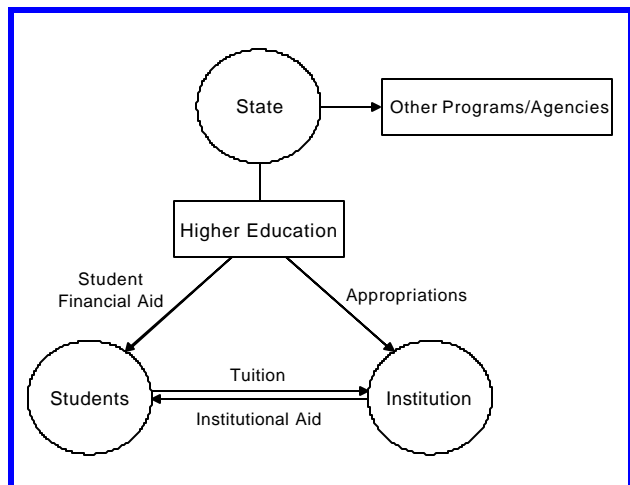 State
Other Programs/Agencies
Higher Education
Student
Financial Aid
Appropriations
Students
Tuition
Institutional Aid
Institution